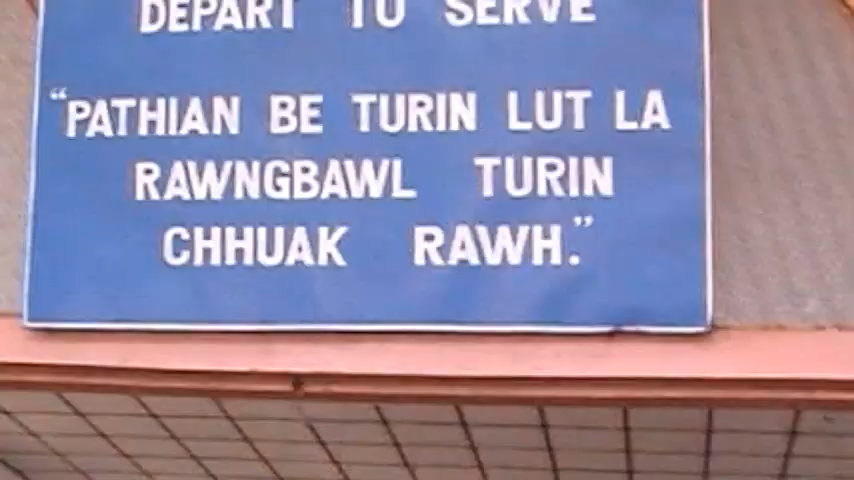 DEPART TO SERVE
“PATHIAN BE TURIN LUT LA
RAWNGBAWL TURIN
CHHUAK RAWH.”